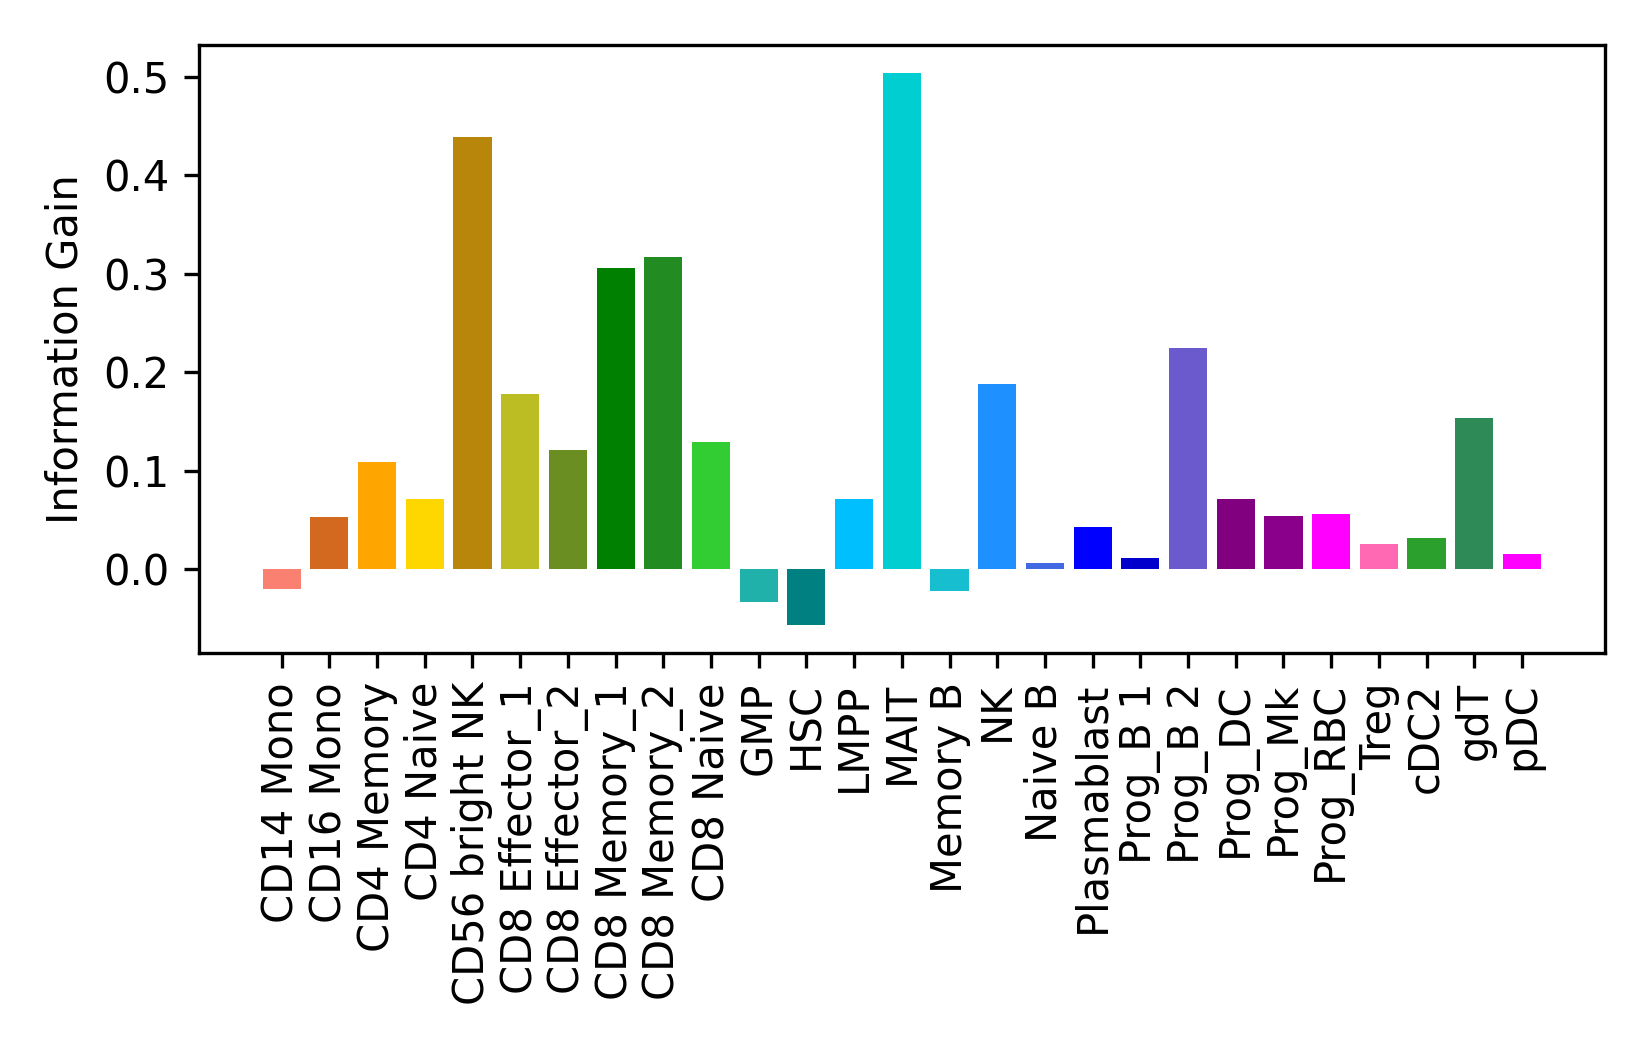 Information Gain
0.5
0.4
0.3
0.2
0.1
0.0
CD14 Mono
CD16 Mono
CD4 Memory
CD4 Naive
CD56 bright NK
CD8 Effector_1
CD8 Effector_2
CD8 Memory_1
CD8 Memory_2
CD8 Naive
GMP
HSC
LMPP
MAIT
Memory B
NK
Naive B
Plasmablast
Prog_B 1
Prog_B 2
Prog_DC
Prog_Mk
Prog_RBC
Treg
cDC2
gdT
pDC